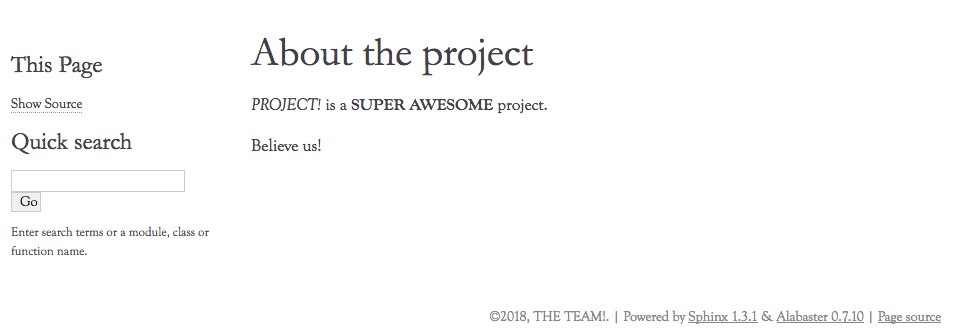 This Page
Show Source
Quick search
Go
Enter search terms or a module, class or
function name.
About the project
PROJECT! is a SUPER AWESOME project.
Believe us!
©2018, THE TEAM!. | Powered by Sphinx 1.3.1 & Alabaster 0.7.10 | Page source